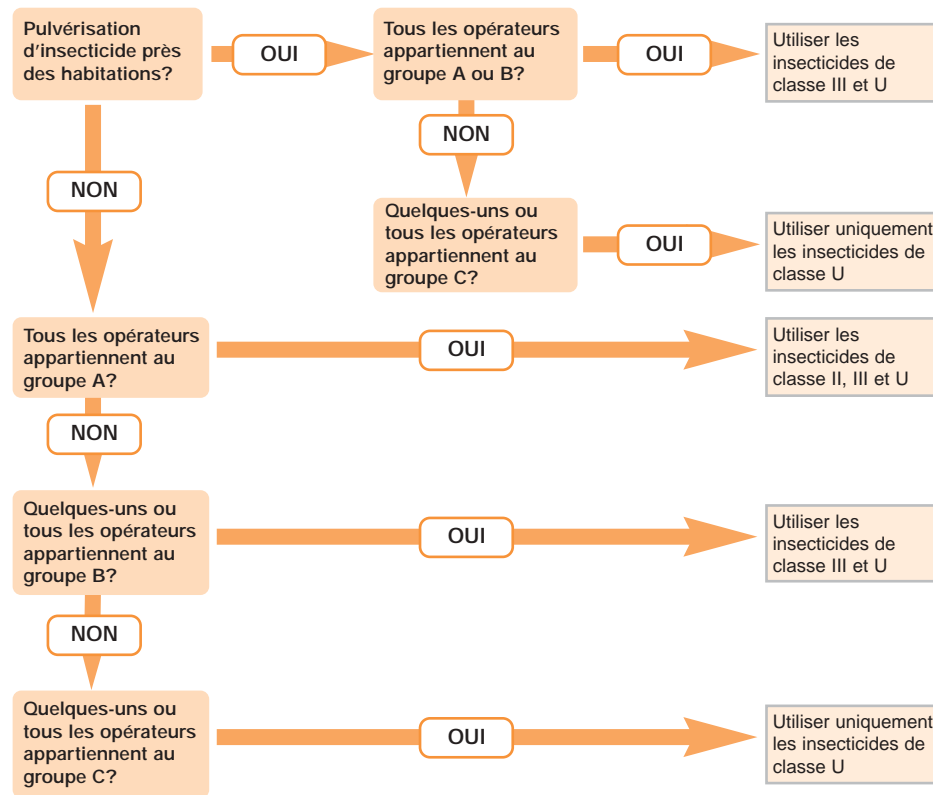 Pulvérisation
d'insecticide près
des habitations?
OUI
Tous les opérateurs
appartiennent au
groupe A ou B?
OUI
Utiliser les
insecticides de
classe III et U
NON
NON
Quelques-uns ou
tous les opérateurs
appartiennent au
groupe C?
OUI
Utiliser uniquement
les insecticides de
classe U
Tous les opérateurs
appartiennent au
groupe A?
OUI
Utiliser les
insecticides de
classe II, III et U
NON
Quelques-uns ou
tous les opérateurs
appartiennent au
groupe B?
OUI
Utiliser les
insecticides de
classe III et U
NON
Quelques-uns ou
tous les opérateurs
appartiennent au
groupe C?
OUI
Utiliser uniquement
les insecticides de
classe U